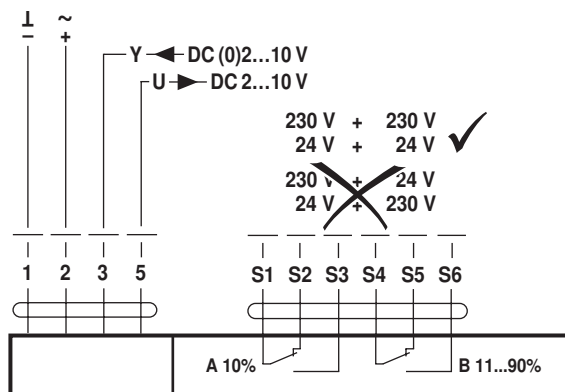 ⊥ ~
– +
Y DC (0)2...10 V
U DC 2...10 V
230 V + 230 V
24 V + 24 V
230 V + 24 V
24 V + 230 V
1 2 3 5 S1 S2 S3 S4 S5 S6
A 10% B 11...90%